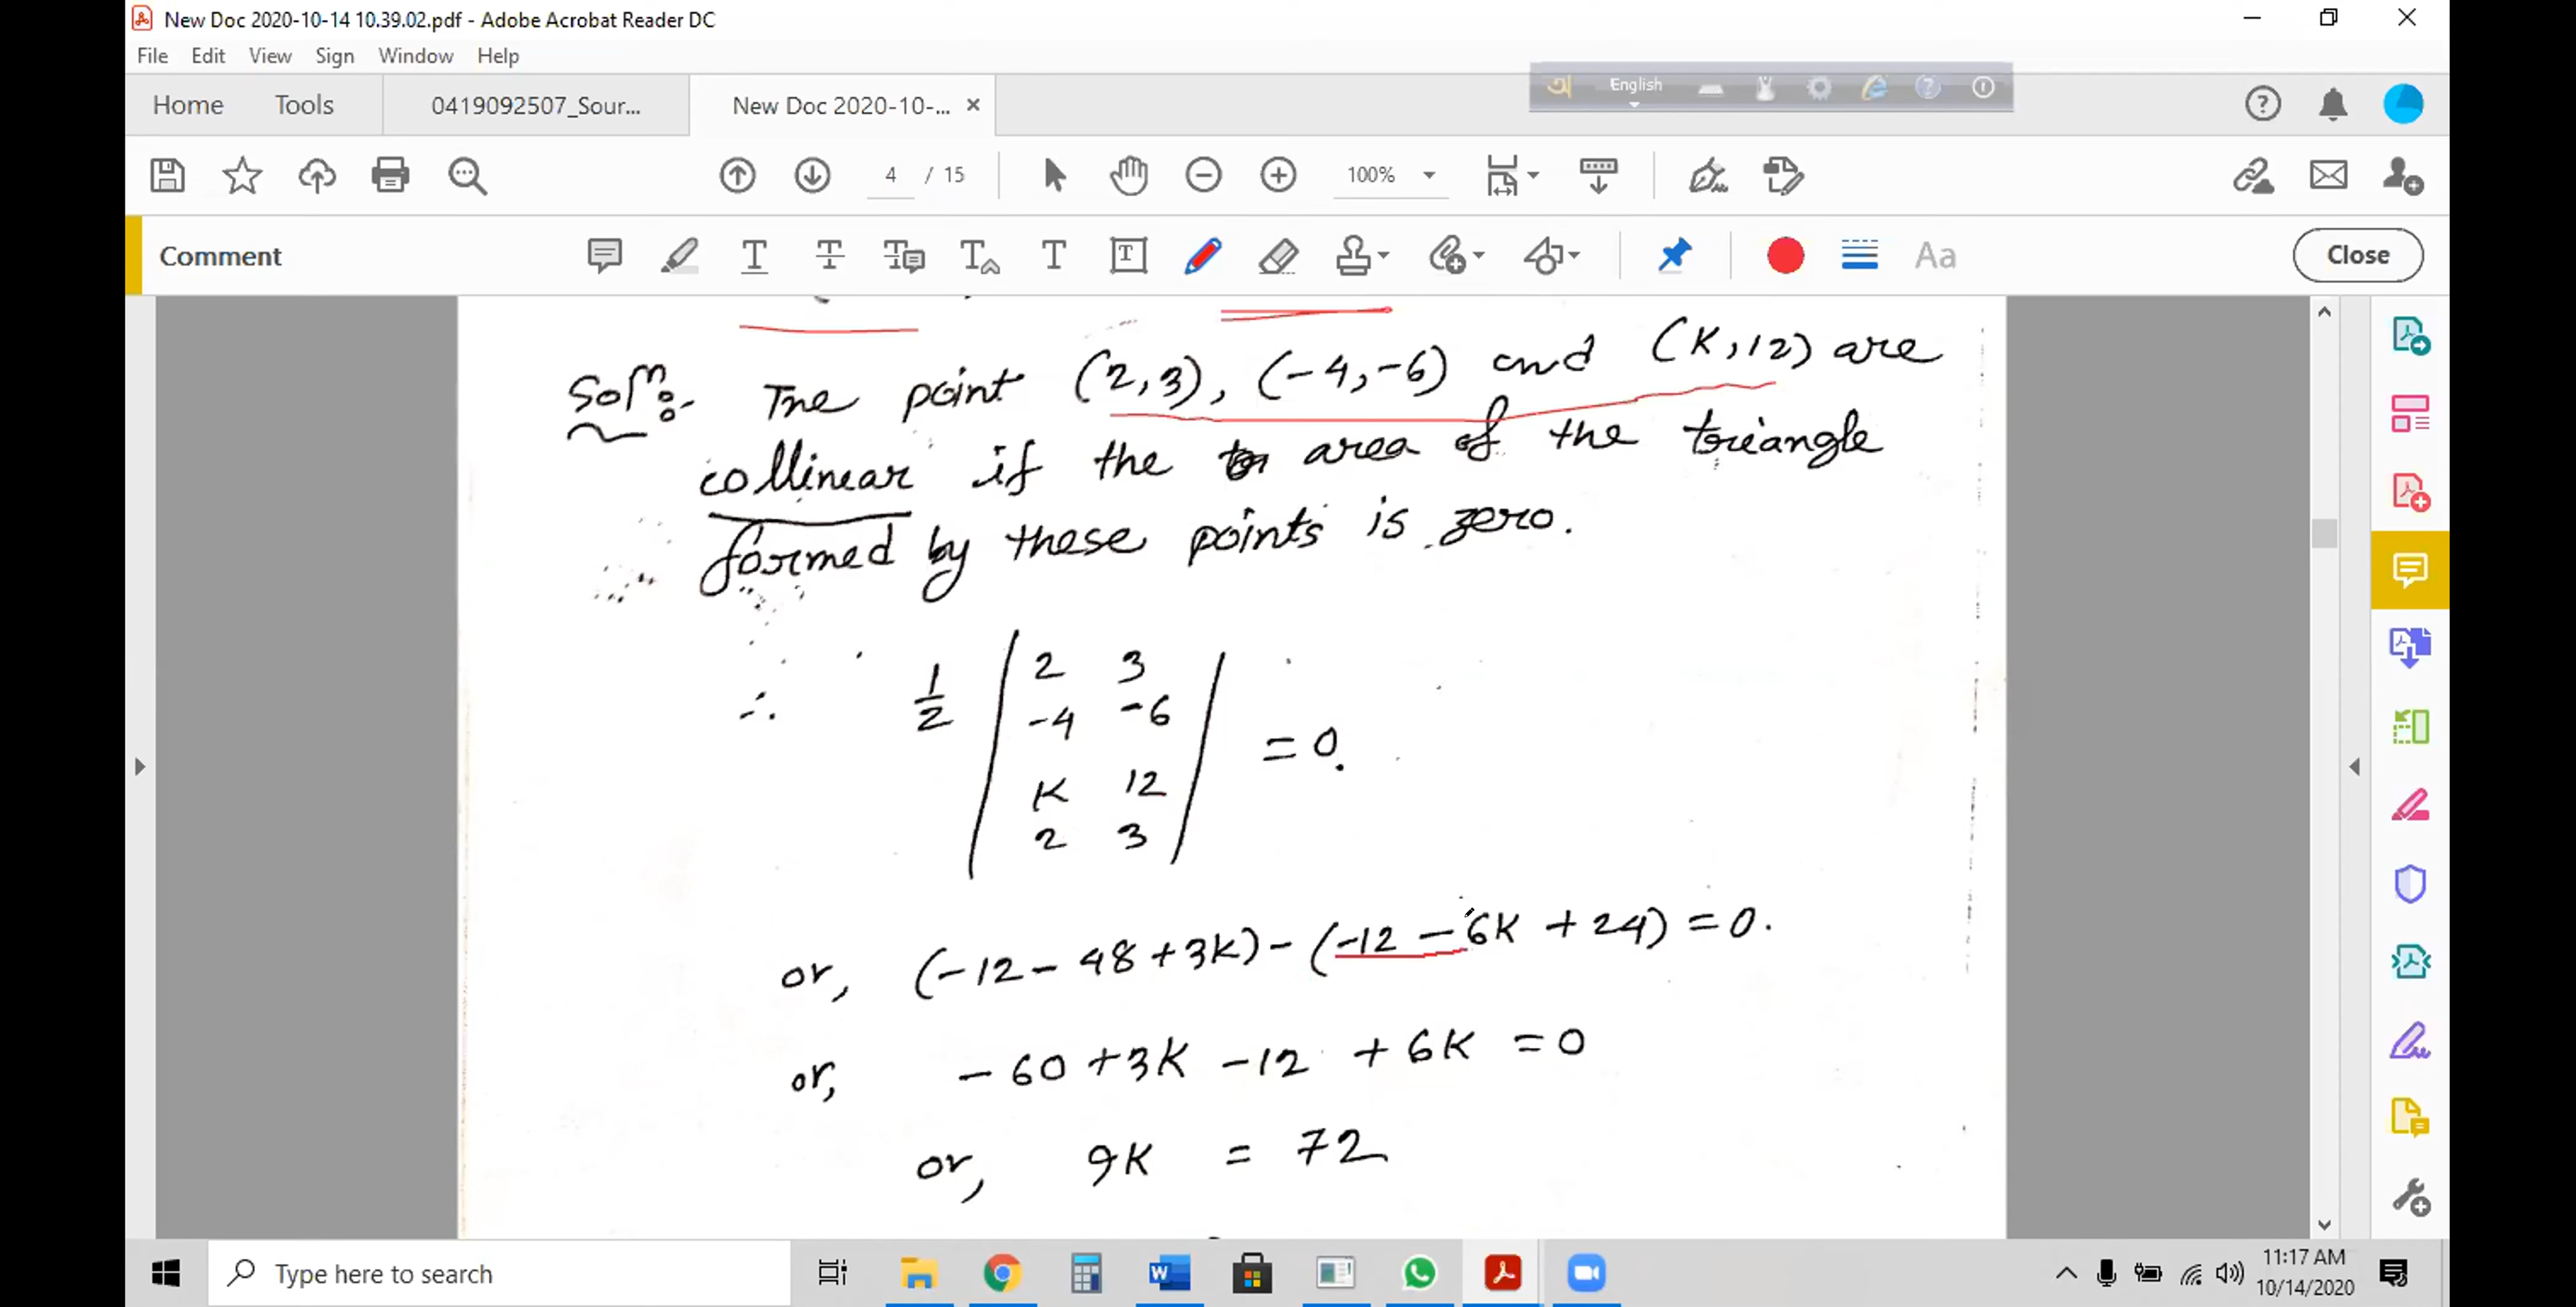 New Doc 2020-10-14 10.39.02.pdf - Adobe Acrobat Reader DC
File Edit View Sign Window Help
English
Home Tools 0419092507_Sour... New Doc 2020-10-...
4 / 15 100%
Comment Aa Close
Soln:- The point (2,3), (-4,-6) and (K,12) are
collinear if the area of the triangle
formed by these points is zero.
∴ 1/2 | 2 3
-4 -6
K 12
2 3 | = 0.
or, (-12 - 48 + 3K) - (-12 - 6K + 24) = 0.
or, - 60 + 3K - 12 + 6K = 0
or, 9K = 72
Type here to search
11:17 AM
10/14/2020